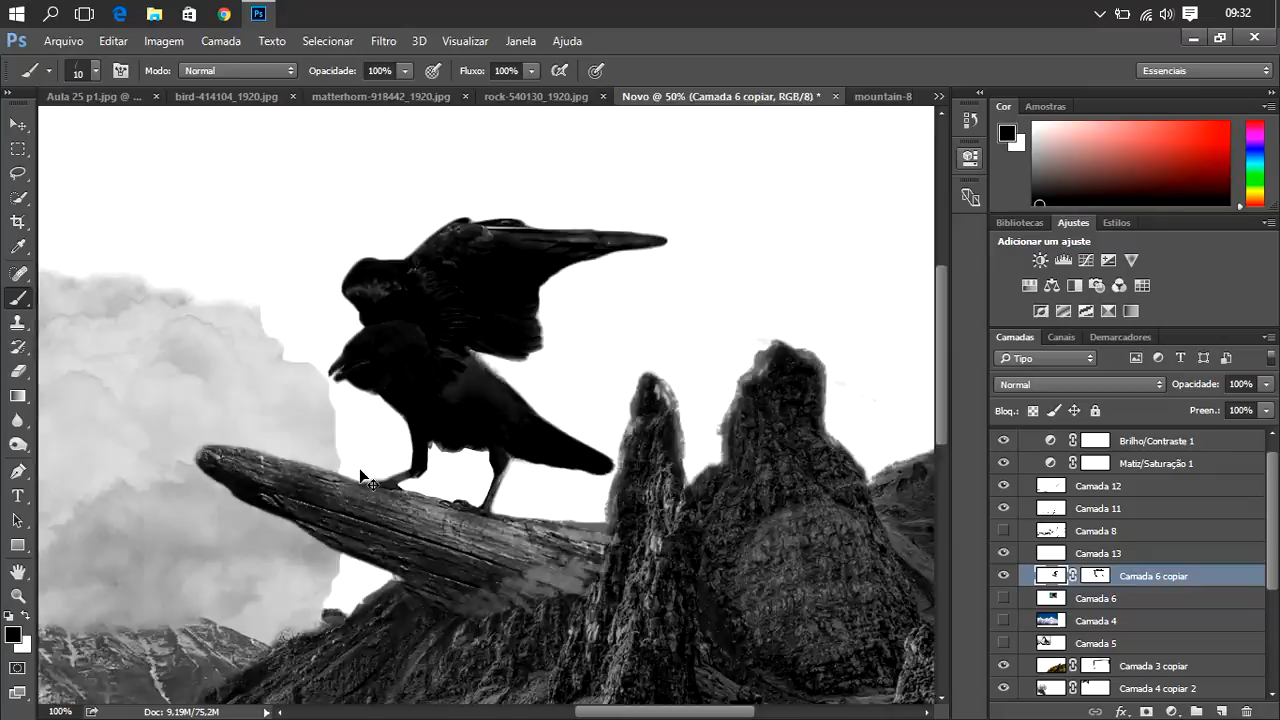 Ps
09:32
Ps Arquivo Editar Imagem Camada Texto Selecionar Filtro 3D Visualizar Janela Ajuda
10 Modo: Normal Opacidade: 100% Fluxo: 100% Essenciais
Aula 25 p1.jpg @ ... × bird-414104_1920.jpg × matterhorn-918442_1920.jpg × rock-540130_1920.jpg × Novo @ 50% (Camada 6 copiar, RGB/8) * × mountain-8
Cor Amostras
Bibliotecas Ajustes Estilos
Adicionar um ajuste
Camadas Canais Demarcadores
Tipo
Normal Opacidade: 100%
Bloq.: Preen.: 100%
Brilho/Contraste 1
Matiz/Saturação 1
Camada 12
Camada 11
Camada 8
Camada 13
Camada 6 copiar
Camada 6
Camada 4
Camada 5
Camada 3 copiar
Camada 4 copiar 2
100% Doc: 9,19M/75,2M
fx